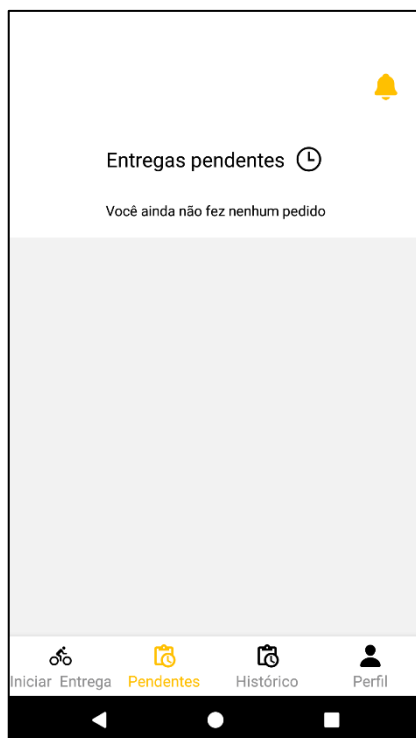 Entregas pendentes
Você ainda não fez nenhum pedido
Iniciar Entrega Pendentes Histórico Perfil